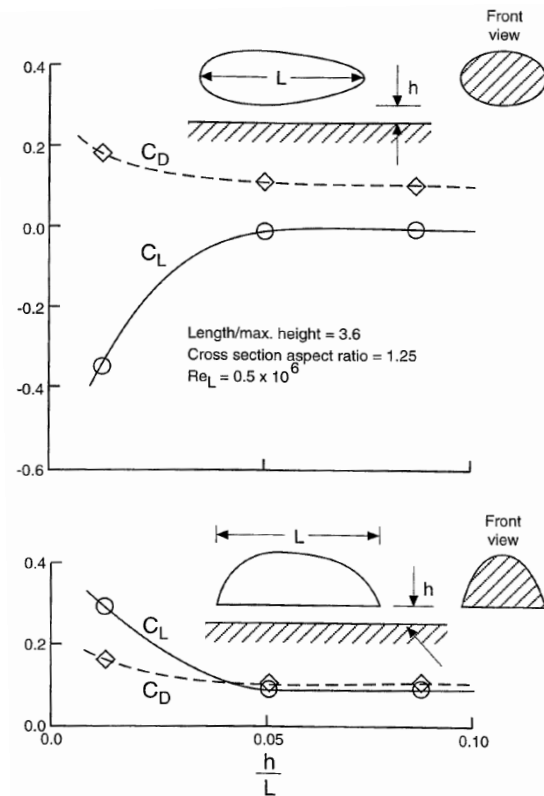 Front
view
0.4
L
h
0.2
C_D
0.0
C_L
Length/max. height = 3.6
Cross section aspect ratio = 1.25
Re_L = 0.5 x 10^6
-0.2
-0.4
-0.6
Front
view
0.4
L
h
0.2
C_L
C_D
0.0
0.0
0.05
0.10
h
L